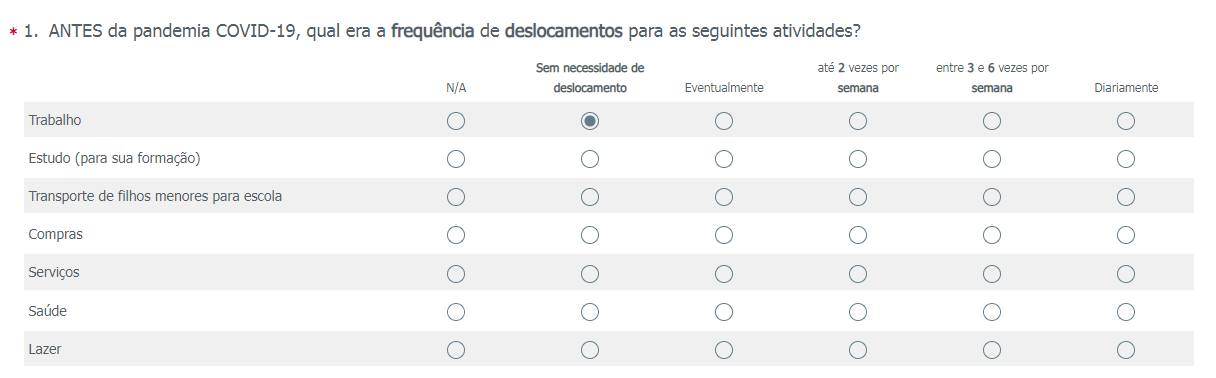 * 1. ANTES da pandemia COVID-19, qual era a frequência de deslocamentos para as seguintes atividades?
N/A
Sem necessidade de
deslocamento
Eventualmente
até 2 vezes por
semana
entre 3 e 6 vezes por
semana
Diariamente
Trabalho
Estudo (para sua formação)
Transporte de filhos menores para escola
Compras
Serviços
Saúde
Lazer